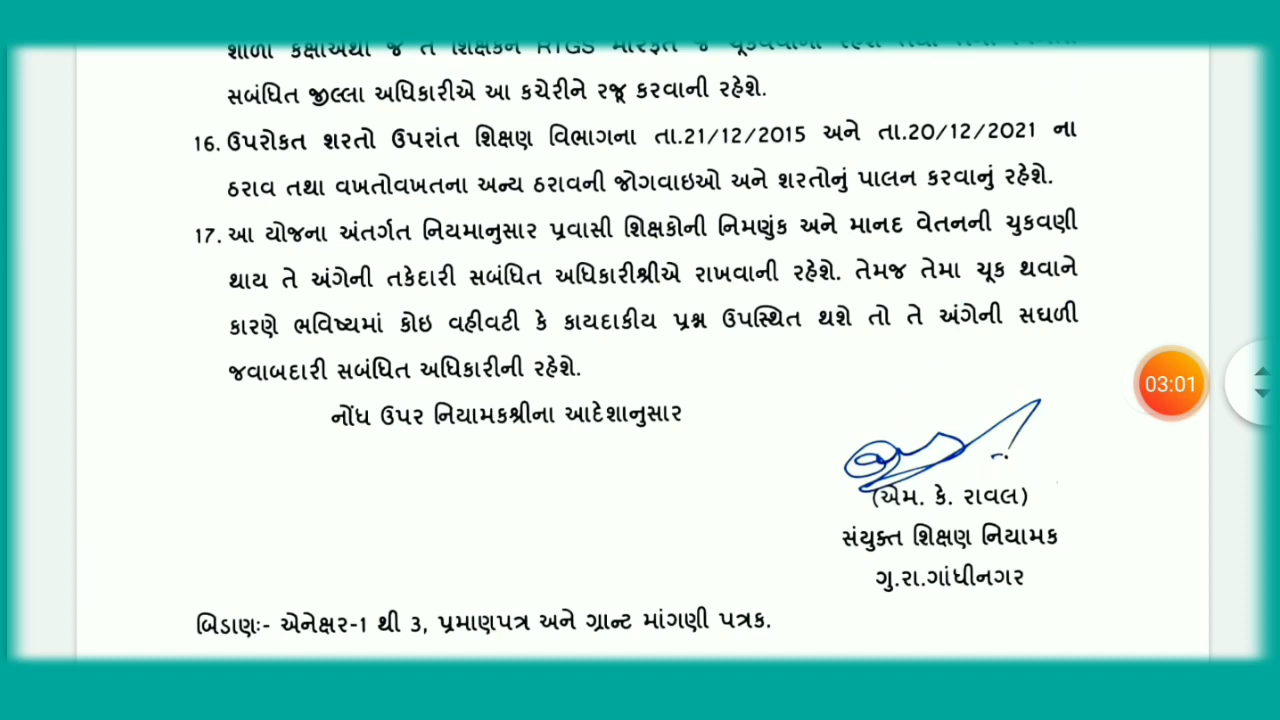 સબંધિત જીલ્લા અધિકારીએ આ કચેરીને રજૂ કરવાની રહેશે.
16. ઉપરોકત શરતો ઉપરાંત શિક્ષણ વિભાગના તા.21/12/2015 અને તા.20/12/2021 ના
ઠરાવ તથા વખતોવખતના અન્ય ઠરાવની જોગવાઇઓ અને શરતોનું પાલન કરવાનું રહેશે.
17. આ યોજના અંતર્ગત નિયમાનુસાર પ્રવાસી શિક્ષકોની નિમણુંક અને માનદ વેતનની ચુકવણી
થાય તે અંગેની તકેદારી સબંધિત અધિકારીશ્રીએ રાખવાની રહેશે. તેમજ તેમા ચૂક થવાને
કારણે ભવિષ્યમાં કોઇ વહીવટી કે કાયદાકીય પ્રશ્ન ઉપસ્થિત થશે તો તે અંગેની સઘળી
જવાબદારી સબંધિત અધિકારીની રહેશે.
નોંધ ઉપર નિયામકશ્રીના આદેશાનુસાર
03:01
(એમ. કે. રાવલ)
સંયુક્ત શિક્ષણ નિયામક
ગુ.રા.ગાંધીનગર
બિડાણઃ- એનેક્ષર-1 થી 3, પ્રમાણપત્ર અને ગ્રાન્ટ માંગણી પત્રક.